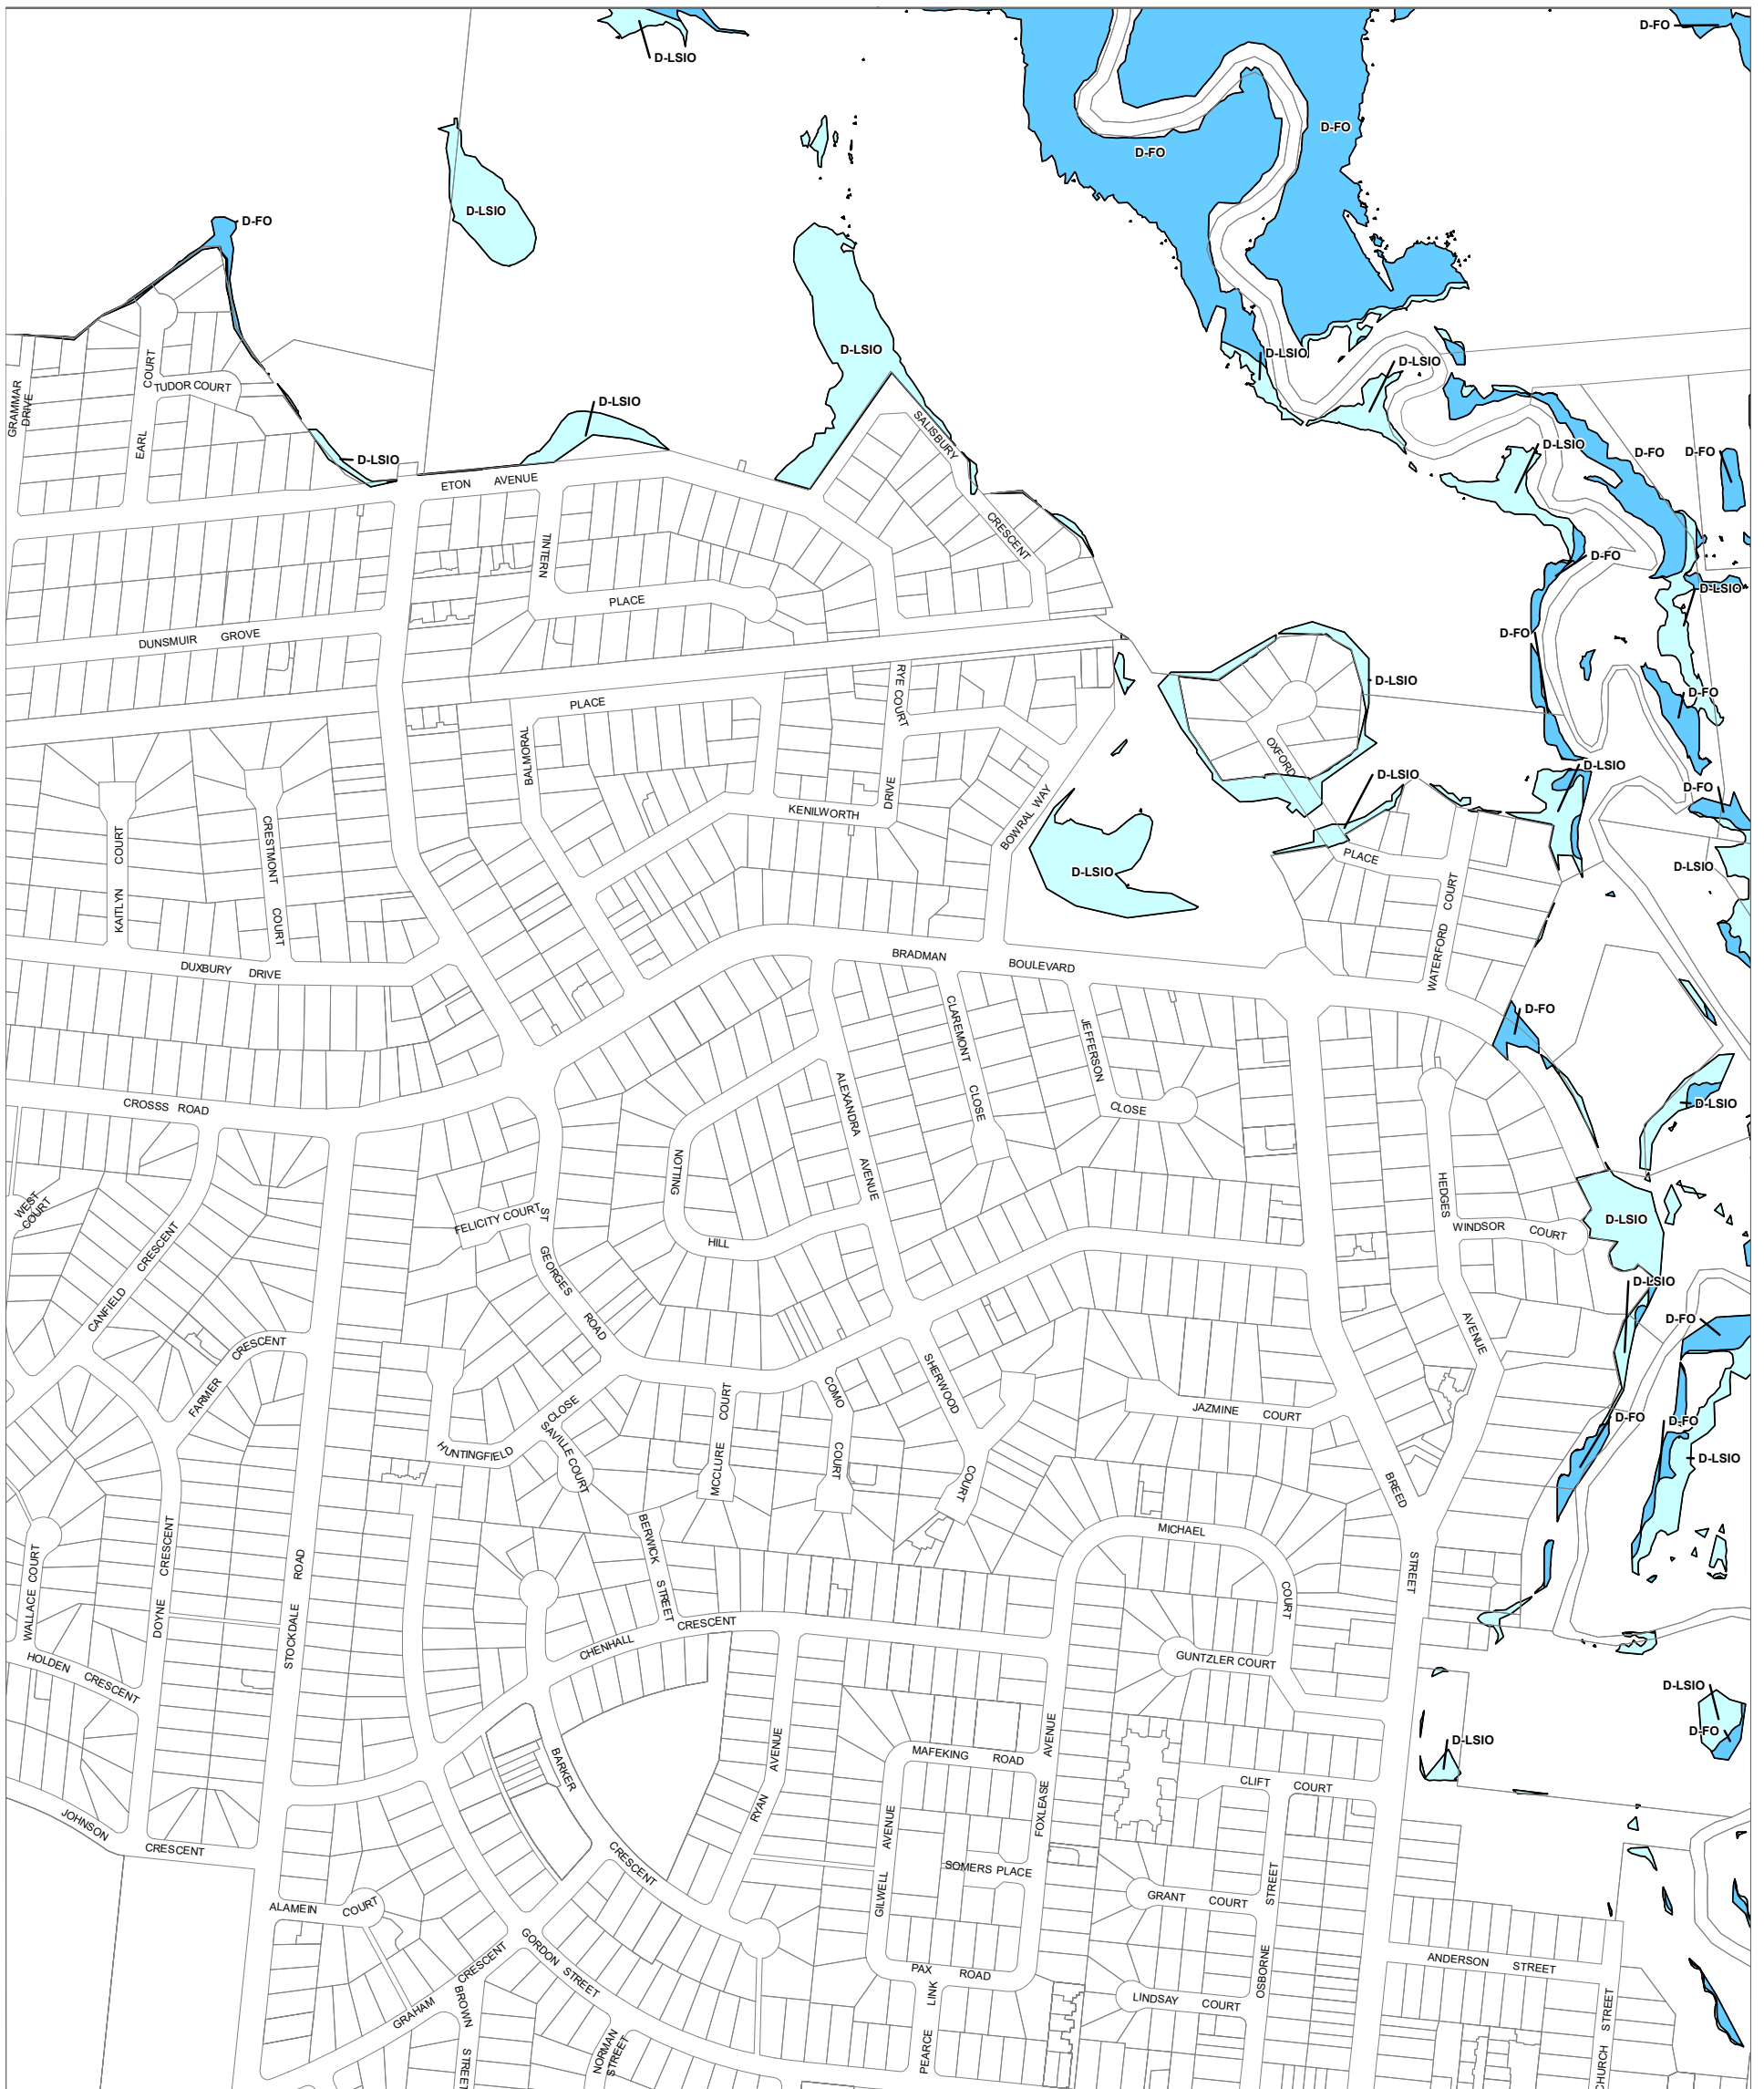 D-FO
D-LSIO
D-FO
D-FO
D-LSIO
D-FO
D-LSIO
D-LSIO
D-LSIO
GRAMMAR
DRIVE
COURT
TUDOR COURT
EARL
D-LSIO
SALISBURY
D-LSIO
D-LSIO
D-FO
D-FO
ETON AVENUE
CRESCENT
TINTERN
D-FO
D-LSIO
PLACE
DUNSMUIR GROVE
D-FO
D-LSIO
RYE COURT
D-FO
PLACE
BALMORAL
OXFORD
D-LSIO
D-LSIO
DRIVE
D-FO
KENILWORTH
BOWRAL WAY
KAITLYN COURT
CRESTMONT
COURT
D-LSIO
PLACE
D-LSIO
WATERFORD COURT
BRADMAN
BOULEVARD
DUXBURY DRIVE
D-FO
CLAREMONT
CLOSE
JEFFERSON
CLOSE
CROSSS ROAD
ALEXANDRA
AVENUE
D-LSIO
NOTTING
HILL
WEST
COURT
FELICITY COURT
ST
GEORGES
ROAD
HEDGES
AVENUE
WINDSOR COURT
D-LSIO
CANFIELD CRESCENT
D-LSIO
D-FO
FARMER
CRESCENT
SHERWOOD
COURT
COMO
COURT
MCCLURE COURT
CLOSE
SAVILLE COURT
HUNTINGFIELD
JAZMINE COURT
D-FO
D-FO
D-LSIO
BREED
STREET
BERWICK
STREET
MICHAEL
COURT
WALLACE COURT
DOYNE CRESCENT
STOCKDALE ROAD
CHENHALL
CRESCENT
HOLDEN CRESCENT
GUNTZLER COURT
D-LSIO
D-FO
D-LSIO
BARKER
CRESCENT
RYAN AVENUE
MAFEKING ROAD
FOXLEASE AVENUE
CLIFT COURT
JOHNSON
CRESCENT
GILWELL AVENUE
SOMERS PLACE
GRANT COURT
OSBORNE STREET
ALAMEIN COURT
GORDON STREET
ANDERSON STREET
PAX ROAD
LINDSAY COURT
GRAHAM CRESCENT
BROWN
STREET
NORMAN
STREET
PEARCE LINK
CHURCH STREET